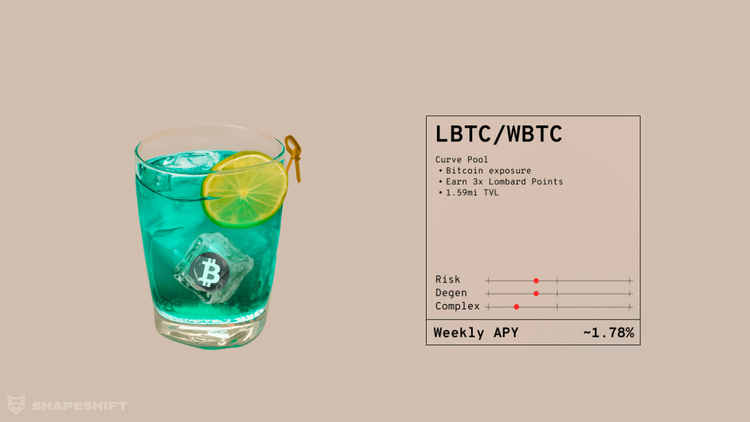 LBTC/WBTC
Curve Pool
• Bitcoin exposure
• Earn 3x Lombard Points
• 1.59mi TVL
Risk
Degen
Complex
Weekly APY ~1.78%
₿
SHAPESHIFT